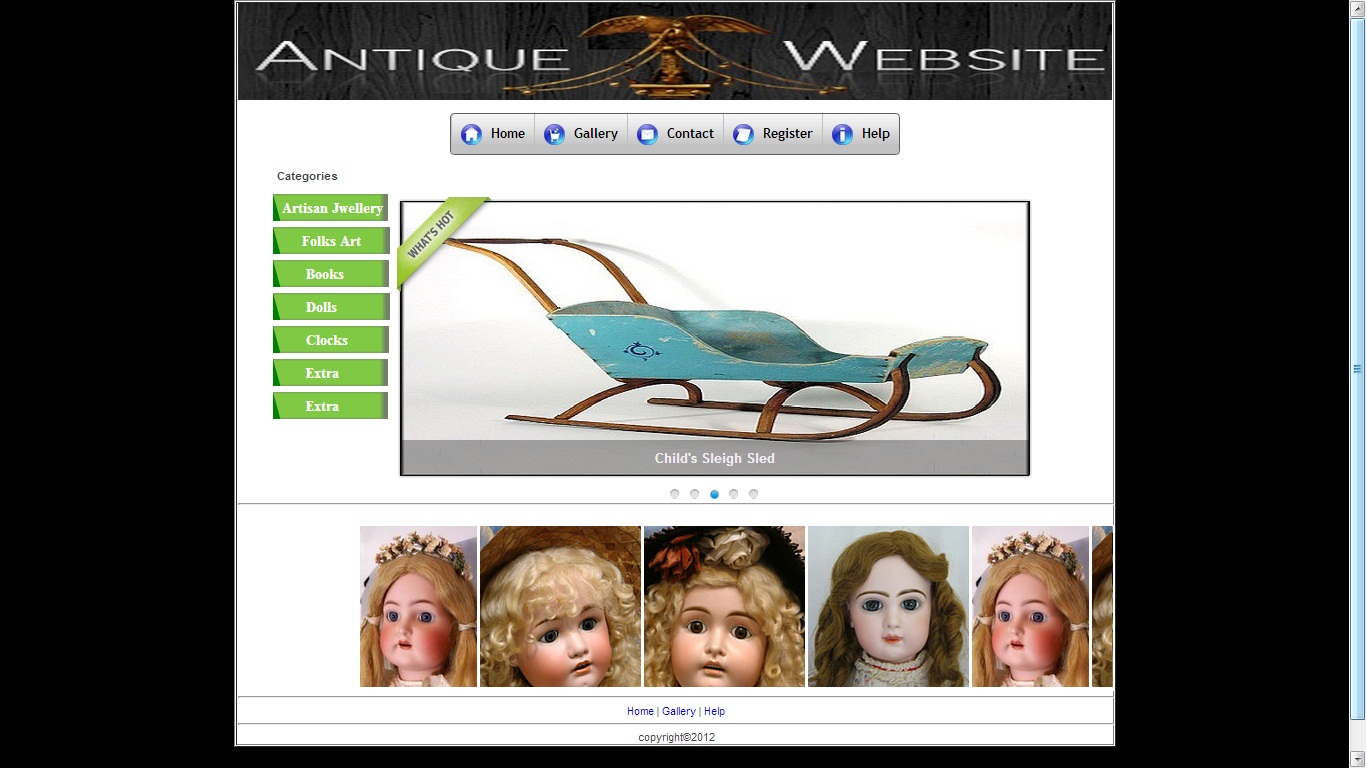 ANTIQUE WEBSITE
Home Gallery Contact Register Help
Categories
Artisan Jwellery
Folks Art
Books
Dolls
Clocks
Extra
Extra
WHAT'S HOT
Child's Sleigh Sled
Home | Gallery | Help
copyright©2012